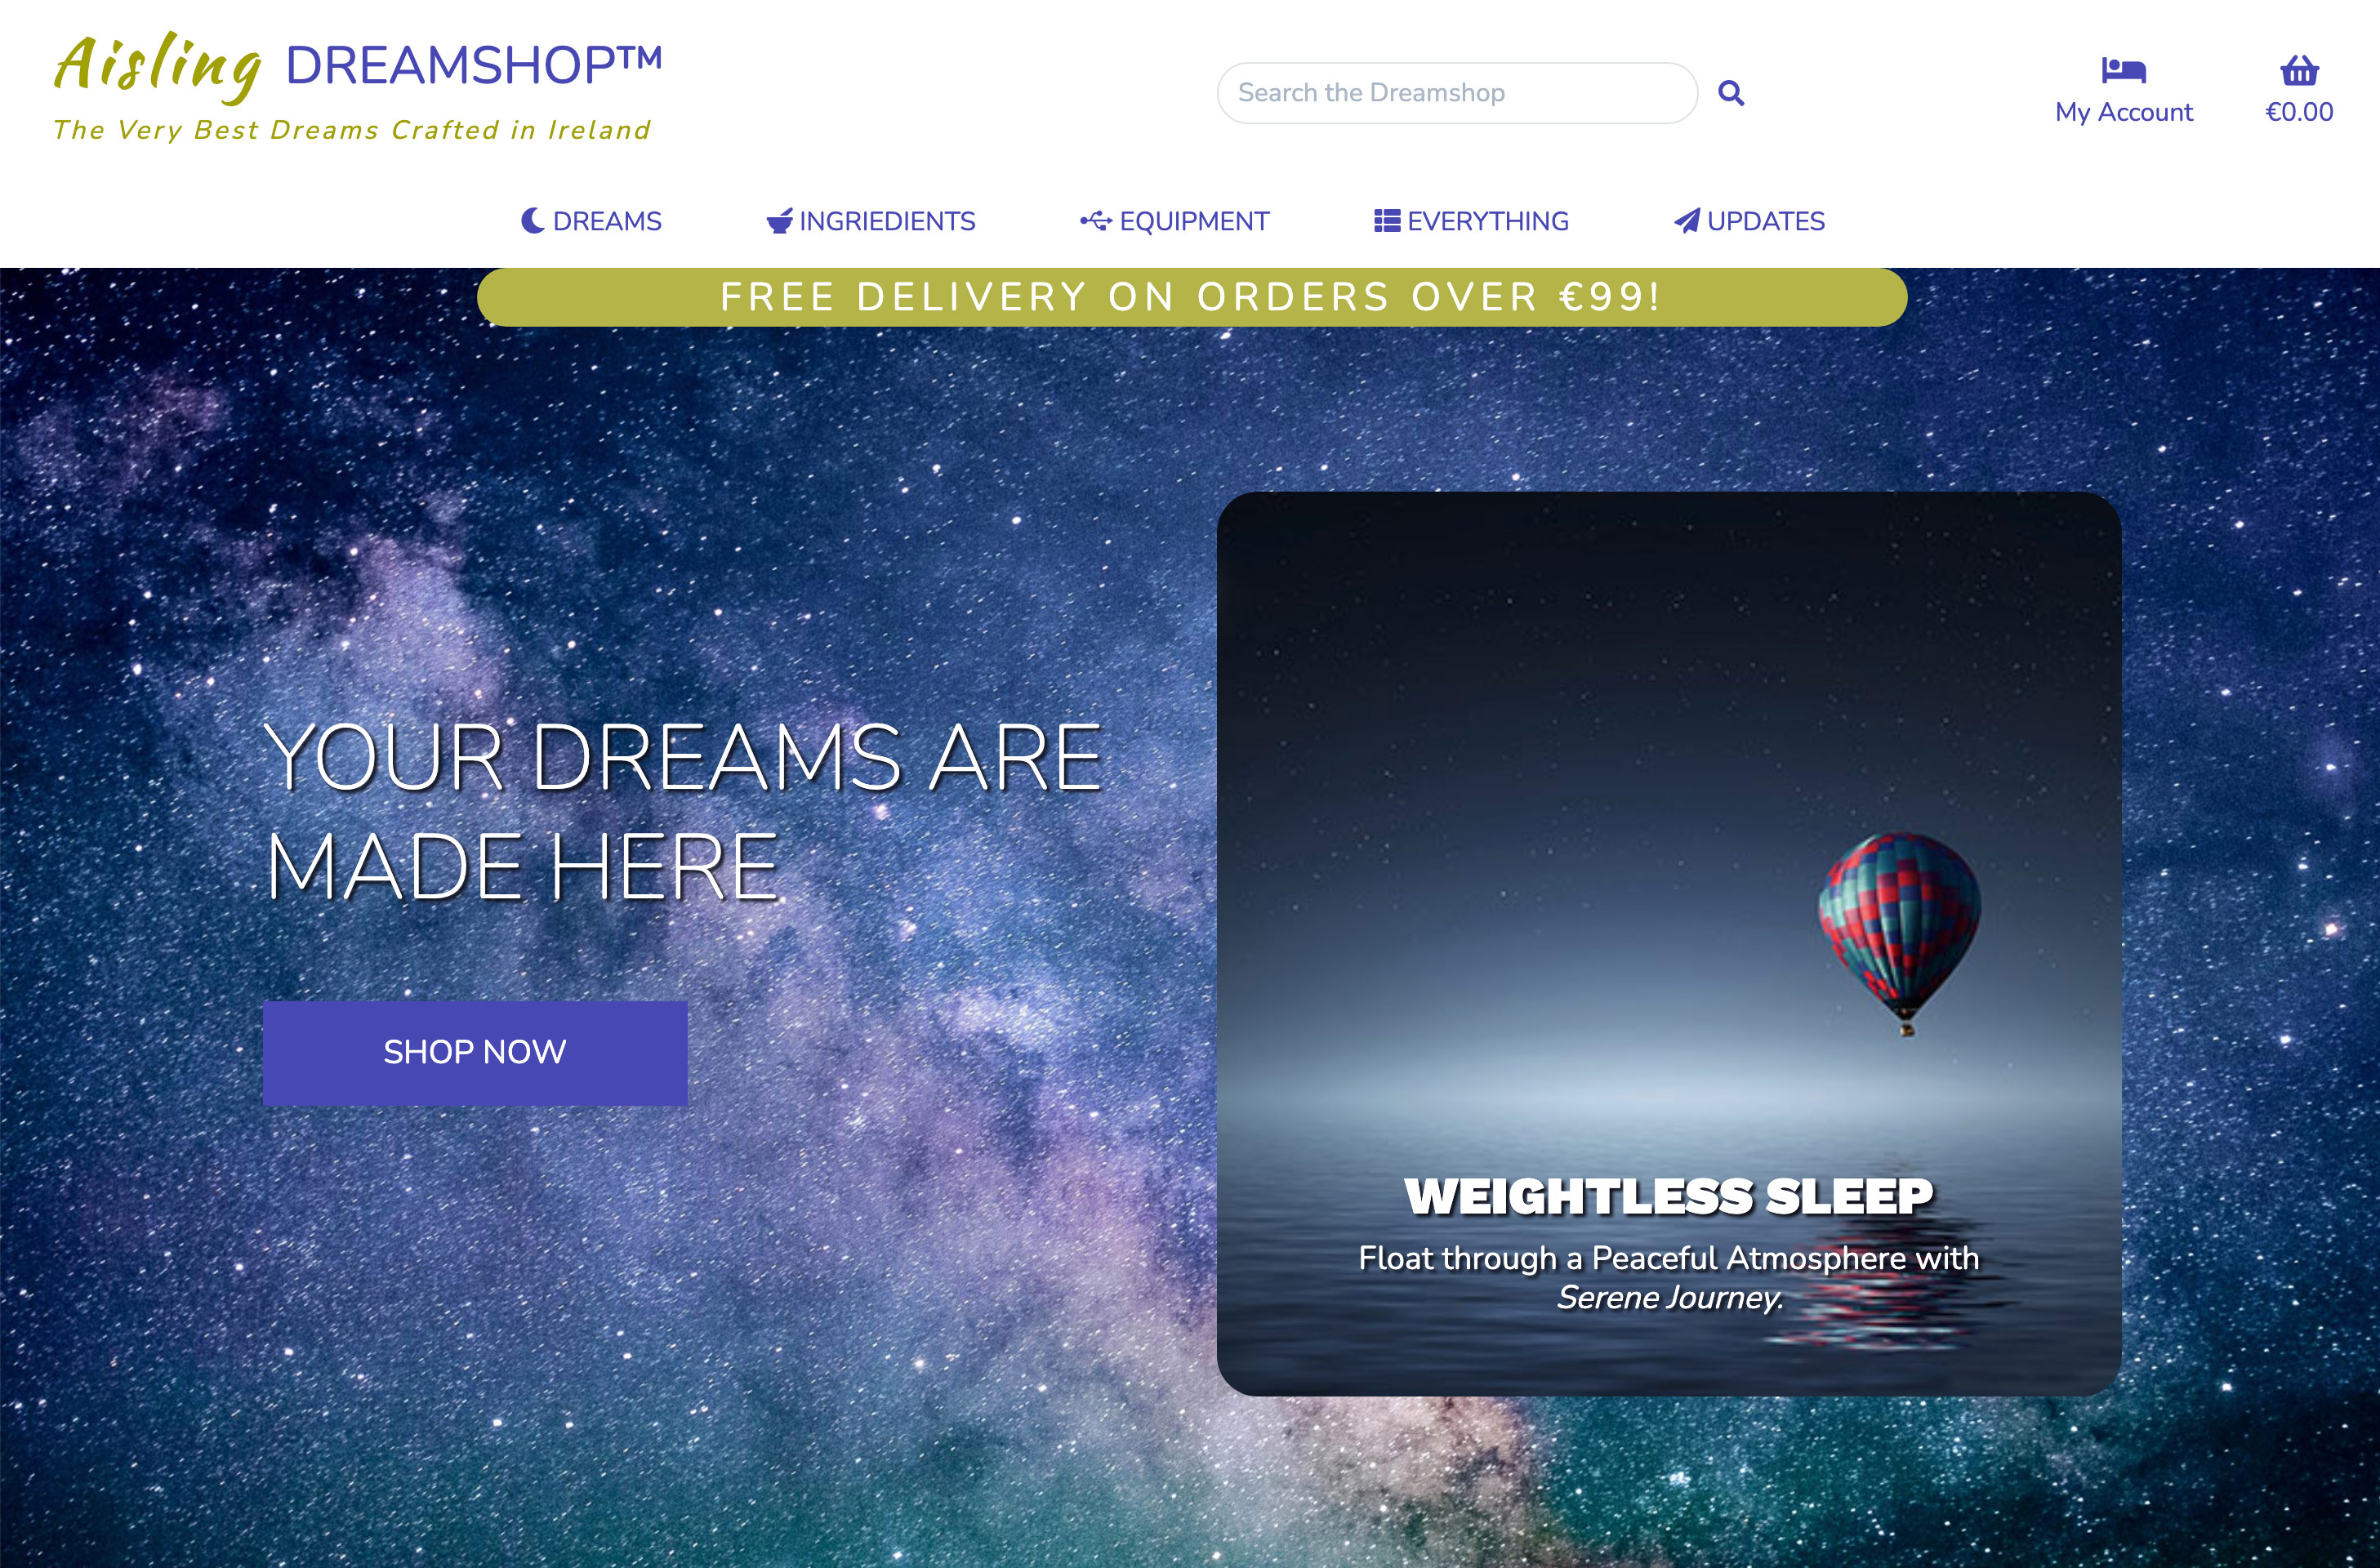 Aisling DREAMSHOP™
The Very Best Dreams Crafted in Ireland
Search the Dreamshop
My Account
€0.00
DREAMS
INGRIEDIENTS
EQUIPMENT
EVERYTHING
UPDATES
FREE DELIVERY ON ORDERS OVER €99!
YOUR DREAMS ARE
MADE HERE
SHOP NOW
WEIGHTLESS SLEEP
Float through a Peaceful Atmosphere with
Serene Journey.